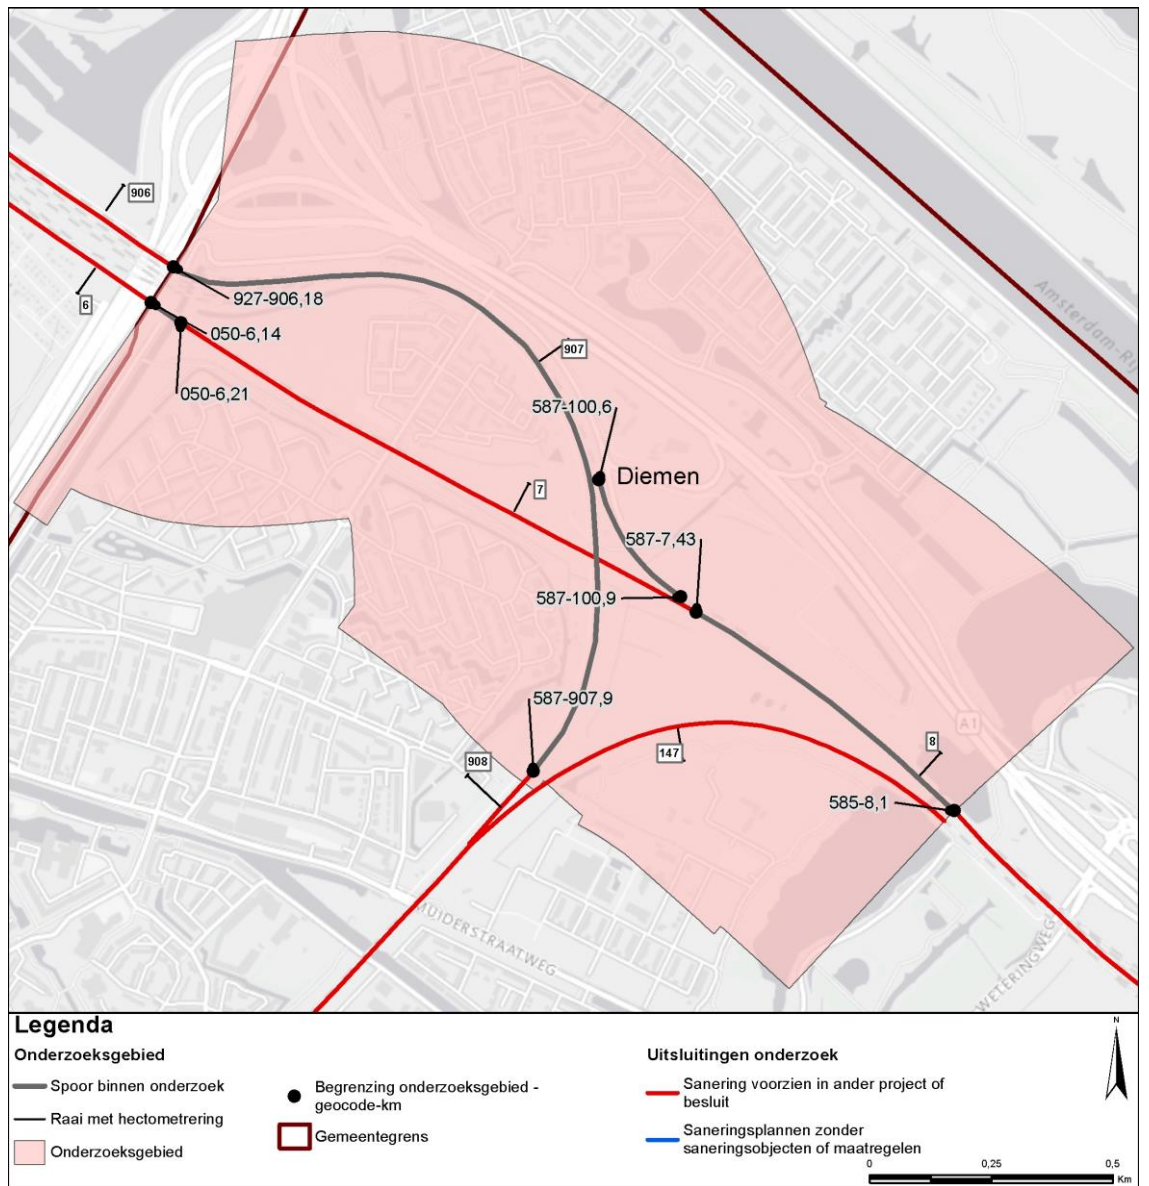 906
6
927-906,18
050-6,14
050-6,21
907
587-100,6
Diemen
7
587-7,43
587-100,9
587-907,9
908
147
8
585-8,1
A1
Amsterdam-Rij
MUIDERSTRAATWEG
WETERINGWEG
Legenda
Onderzoeksgebied
Spoor binnen onderzoek
Raai met hectometrering
Onderzoeksgebied
Begrenzing onderzoeksgebied -
geocode-km
Gemeentegrens
Uitsluitingen onderzoek
Sanering voorzien in ander project of
besluit
Saneringsplannen zonder
saneringsobjecten of maatregelen
N
0 0,25 0,5
Km